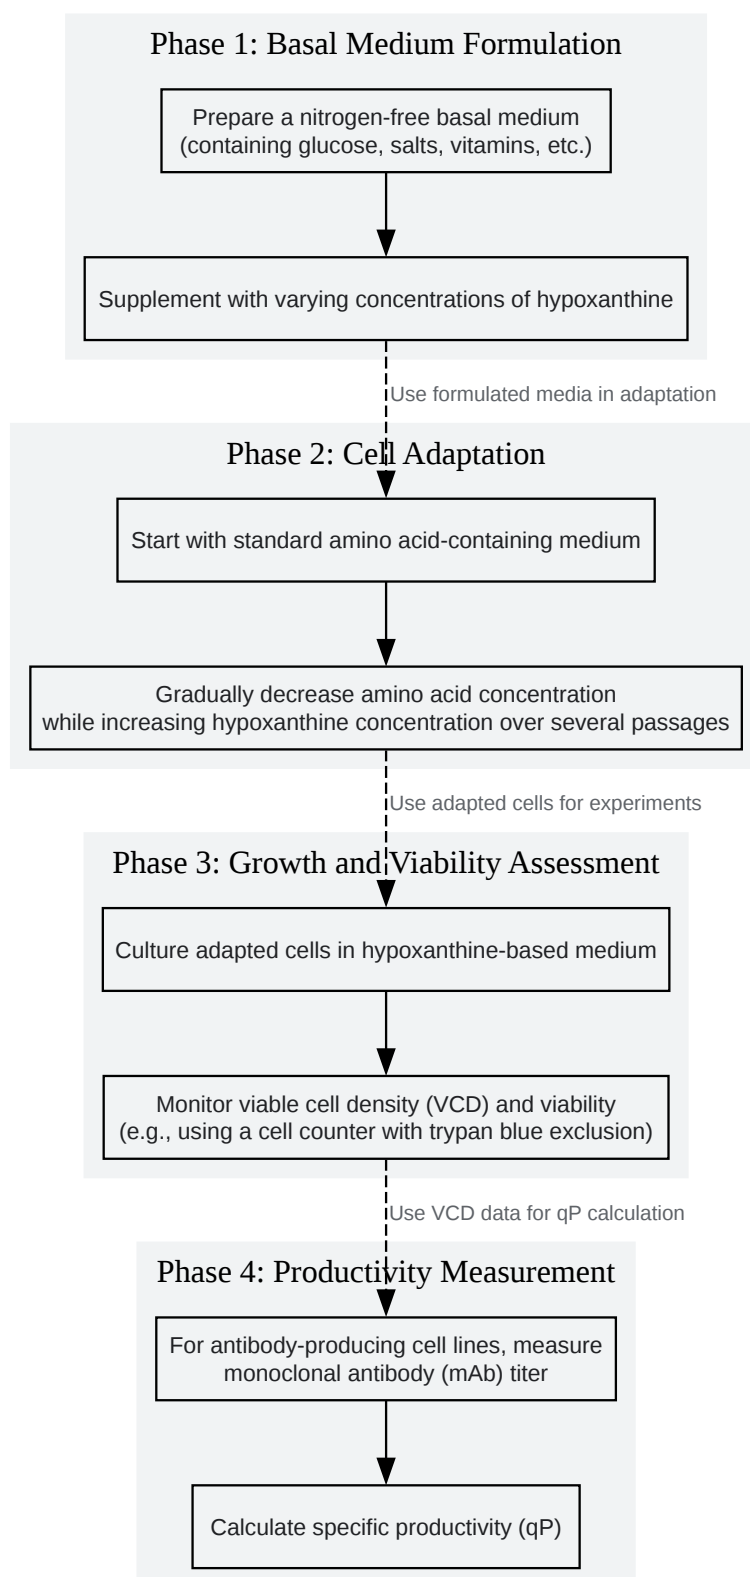 Phase 1: Basal Medium Formulation
Prepare a nitrogen-free basal medium
(containing glucose, salts, vitamins, etc.)
Supplement with varying concentrations of hypoxanthine
Use formulated media in adaptation
Phase 2: Cell Adaptation
Start with standard amino acid-containing medium
Gradually decrease amino acid concentration
while increasing hypoxanthine concentration over several passages
Use adapted cells for experiments
Phase 3: Growth and Viability Assessment
Culture adapted cells in hypoxanthine-based medium
Monitor viable cell density (VCD) and viability
(e.g., using a cell counter with trypan blue exclusion)
Use VCD data for qP calculation
Phase 4: Productivity Measurement
For antibody-producing cell lines, measure
monoclonal antibody (mAb) titer
Calculate specific productivity (qP)